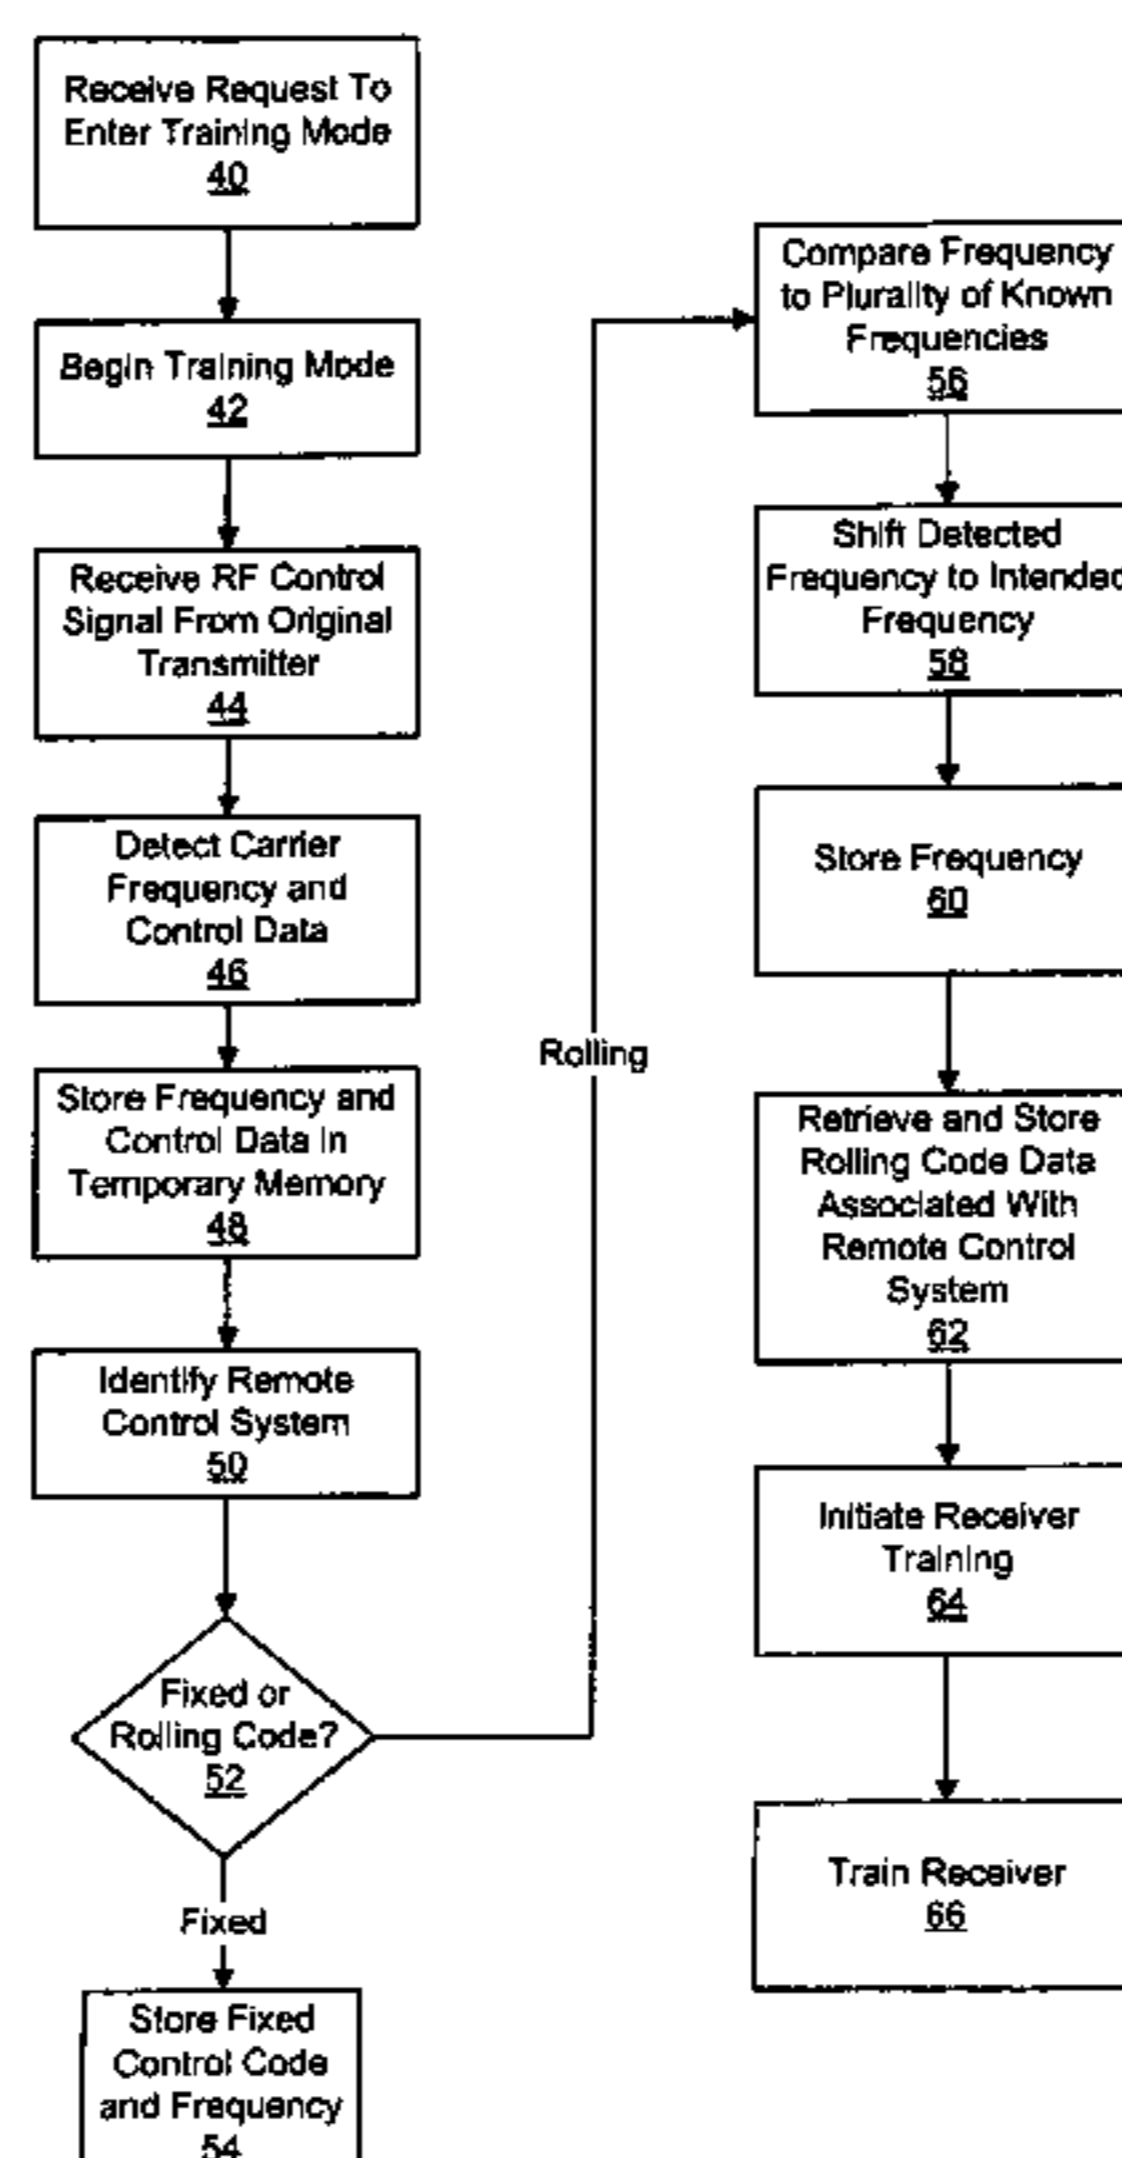 Receive Request To
Enter Training Mode
40
Begin Training Mode
42
Receive RF Control
Signal From Original
Transmitter
44
Detect Carrier
Frequency and
Control Data
46
Store Frequency and
Control Data In
Temporary Memory
48
Identify Remote
Control System
50
Fixed or
Rolling Code?
52
Fixed
Store Fixed
Control Code
and Frequency
54
Rolling
Compare Frequency
to Plurality of Known
Frequencies
56
Shift Detected
Frequency to Intended
Frequency
58
Store Frequency
60
Retrieve and Store
Rolling Code Data
Associated With
Remote Control
System
62
Initiate Receiver
Training
64
Train Receiver
66